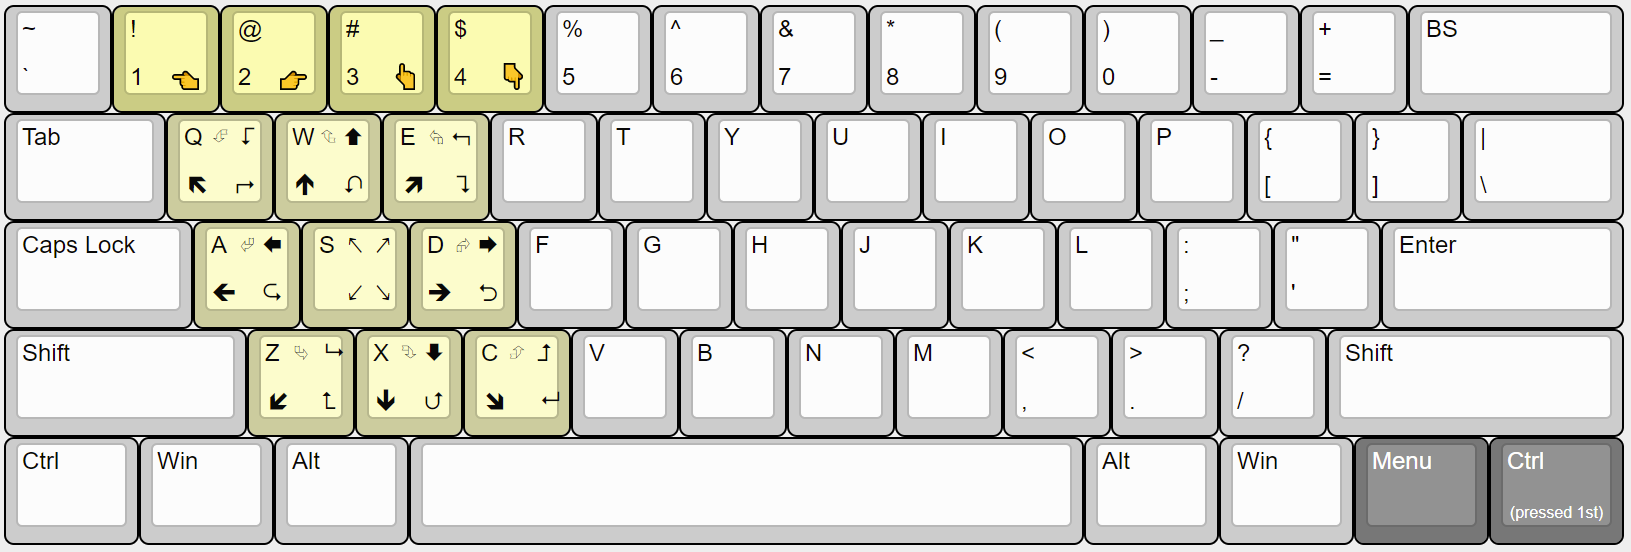 ~ ! @ # $ % ^ & * ( ) _ + BS
` 1 👈 2 👉 3 👆 4 👇 5 6 7 8 9 0 - =
Tab Q W E R T Y U I O P { } |
[ ] \
Caps Lock A S D F G H J K L : " Enter
; '
Shift Z X C V B N M < > ? Shift
, . /
Ctrl Win Alt Alt Win Menu Ctrl
(pressed 1st)